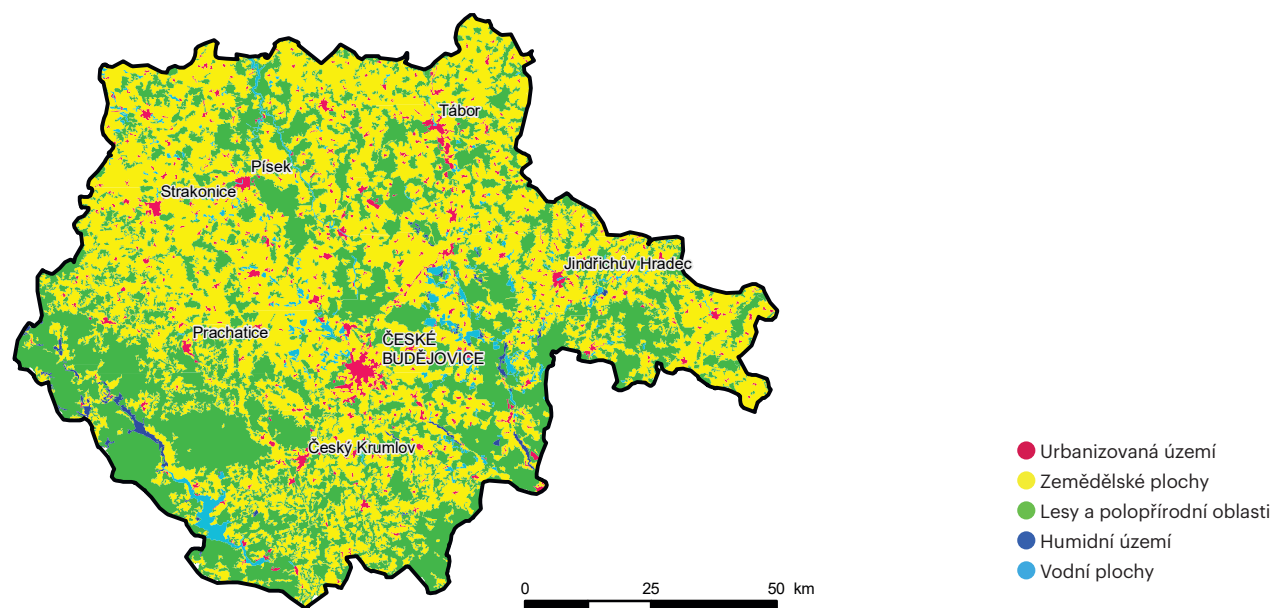 Tábor
Písek
Strakonice
Jindřichův Hradec
Prachatice
ČESKÉ
BUDĚJOVICE
Český Krumlov
Urbanizovaná území
Zemědělské plochy
Lesy a polopřírodní oblasti
Humidní území
Vodní plochy
0 25 50 km